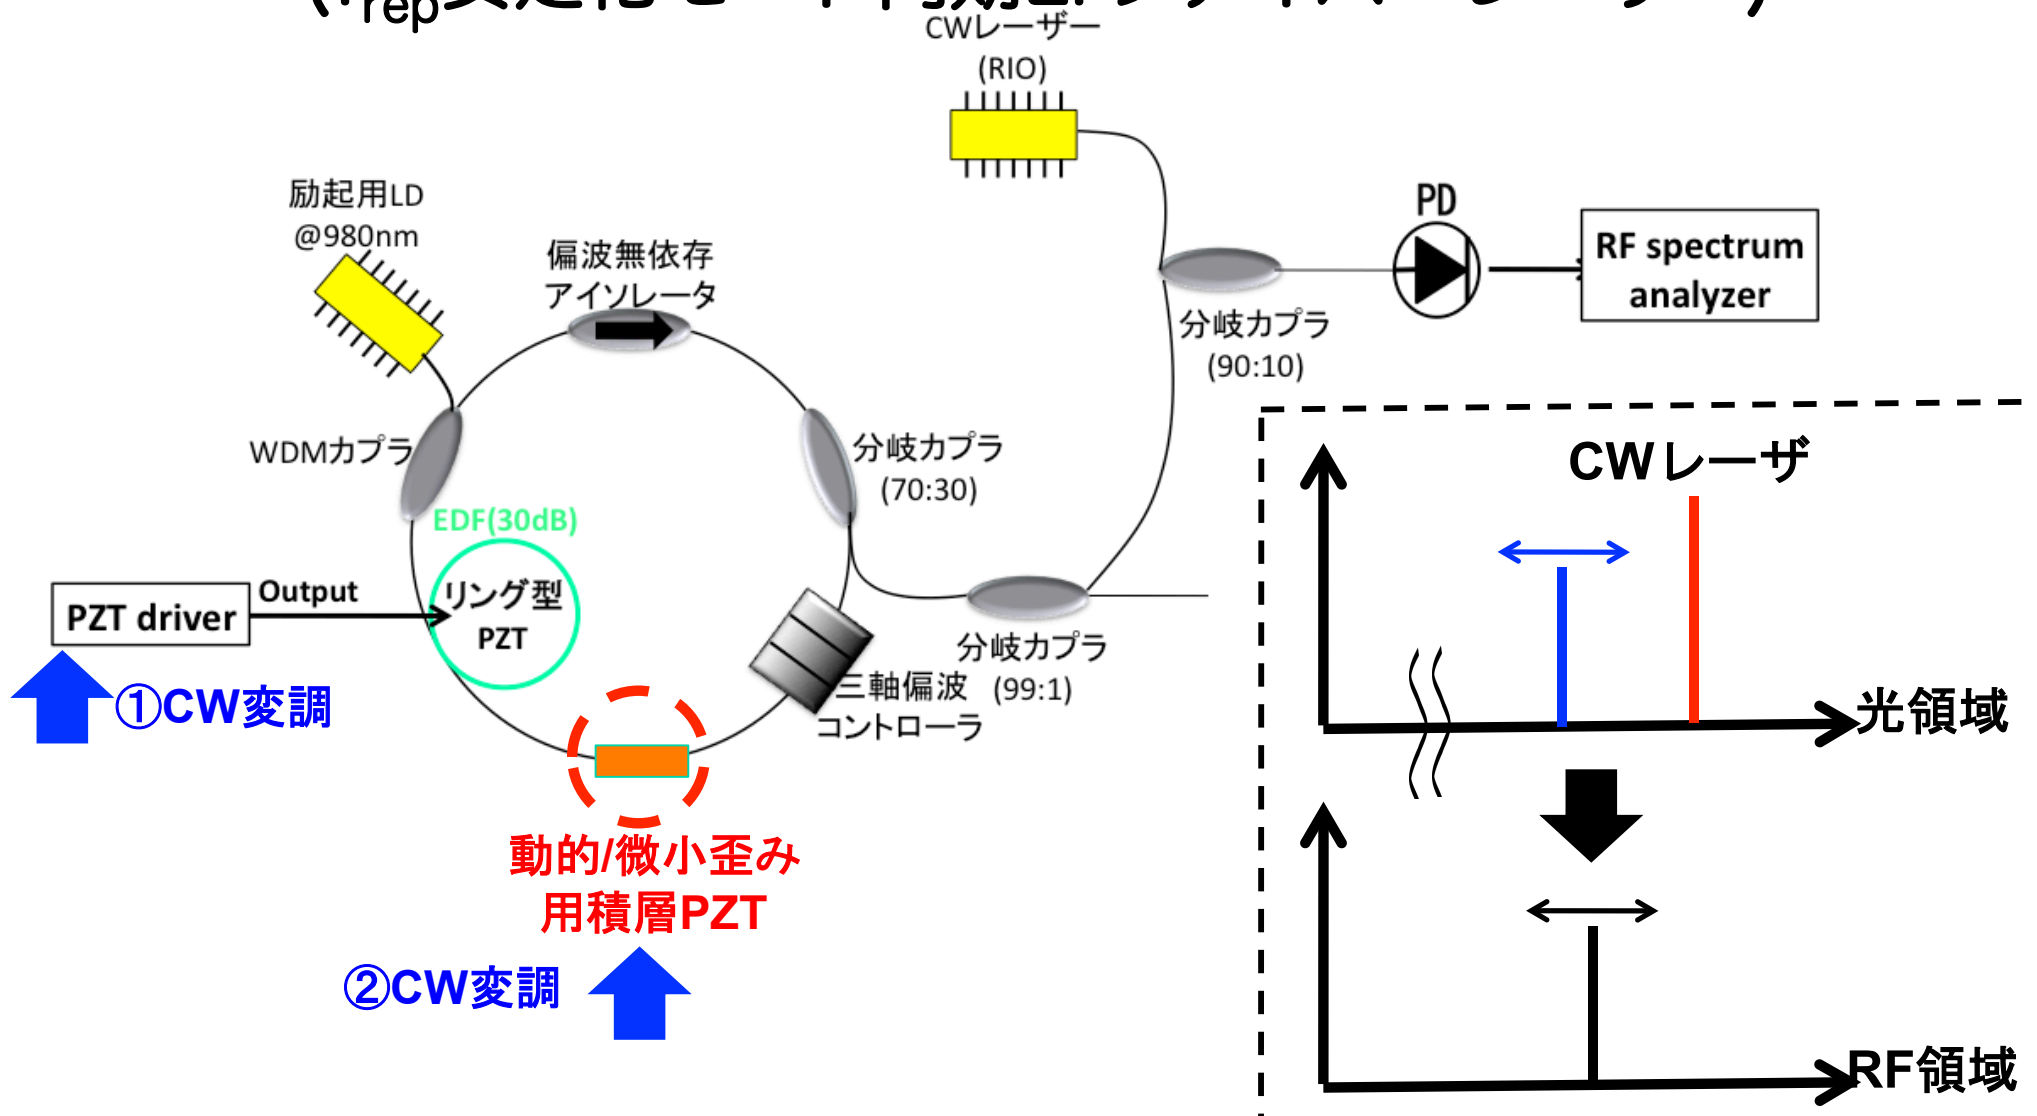 rep
CWレーザー
(RIO)
励起用LD
@980nm
偏波無依存
アイソレータ
PD
RF spectrum
analyzer
分岐カプラ
(90:10)
WDMカプラ
分岐カプラ
(70:30)
EDF(30dB)
リング型
PZT
PZT driver
Output
①CW変調
三軸偏波
コントローラ
分岐カプラ
(99:1)
動的/微小歪み
用積層PZT
②CW変調
CWレーザ
光領域
RF領域